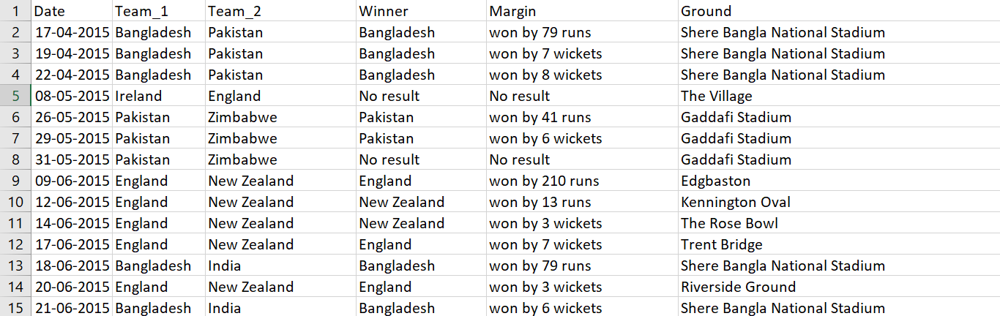 1 Date Team_1 Team_2 Winner Margin Ground
2 17-04-2015 Bangladesh Pakistan Bangladesh won by 79 runs Shere Bangla National Stadium
3 19-04-2015 Bangladesh Pakistan Bangladesh won by 7 wickets Shere Bangla National Stadium
4 22-04-2015 Bangladesh Pakistan Bangladesh won by 8 wickets Shere Bangla National Stadium
5 08-05-2015 Ireland England No result No result The Village
6 26-05-2015 Pakistan Zimbabwe Pakistan won by 41 runs Gaddafi Stadium
7 29-05-2015 Pakistan Zimbabwe Pakistan won by 6 wickets Gaddafi Stadium
8 31-05-2015 Pakistan Zimbabwe No result No result Gaddafi Stadium
9 09-06-2015 England New Zealand England won by 210 runs Edgbaston
10 12-06-2015 England New Zealand New Zealand won by 13 runs Kennington Oval
11 14-06-2015 England New Zealand New Zealand won by 3 wickets The Rose Bowl
12 17-06-2015 England New Zealand England won by 7 wickets Trent Bridge
13 18-06-2015 Bangladesh India Bangladesh won by 79 runs Shere Bangla National Stadium
14 20-06-2015 England New Zealand England won by 3 wickets Riverside Ground
15 21-06-2015 Bangladesh India Bangladesh won by 6 wickets Shere Bangla National Stadium